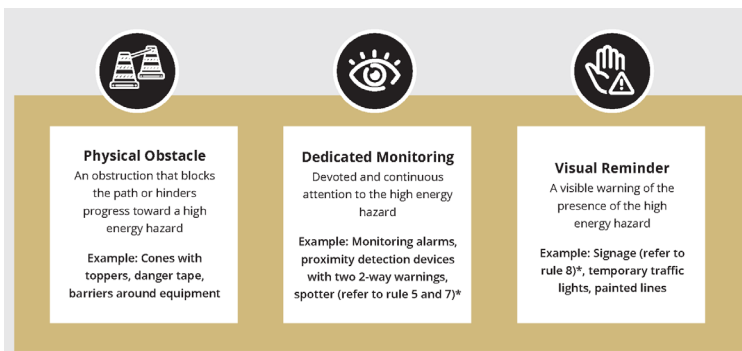 Physical Obstacle
An obstruction that blocks
the path or hinders
progress toward a high
energy hazard
Example: Cones with
toppers, danger tape,
barriers around equipment
Dedicated Monitoring
Devoted and continuous
attention to the high energy
hazard
Example: Monitoring alarms,
proximity detection devices
with two 2-way warnings,
spotter (refer to rule 5 and 7)*
Visual Reminder
A visible warning of the
presence of the high
energy hazard
Example: Signage (refer to
rule 8)*, temporary traffic
lights, painted lines